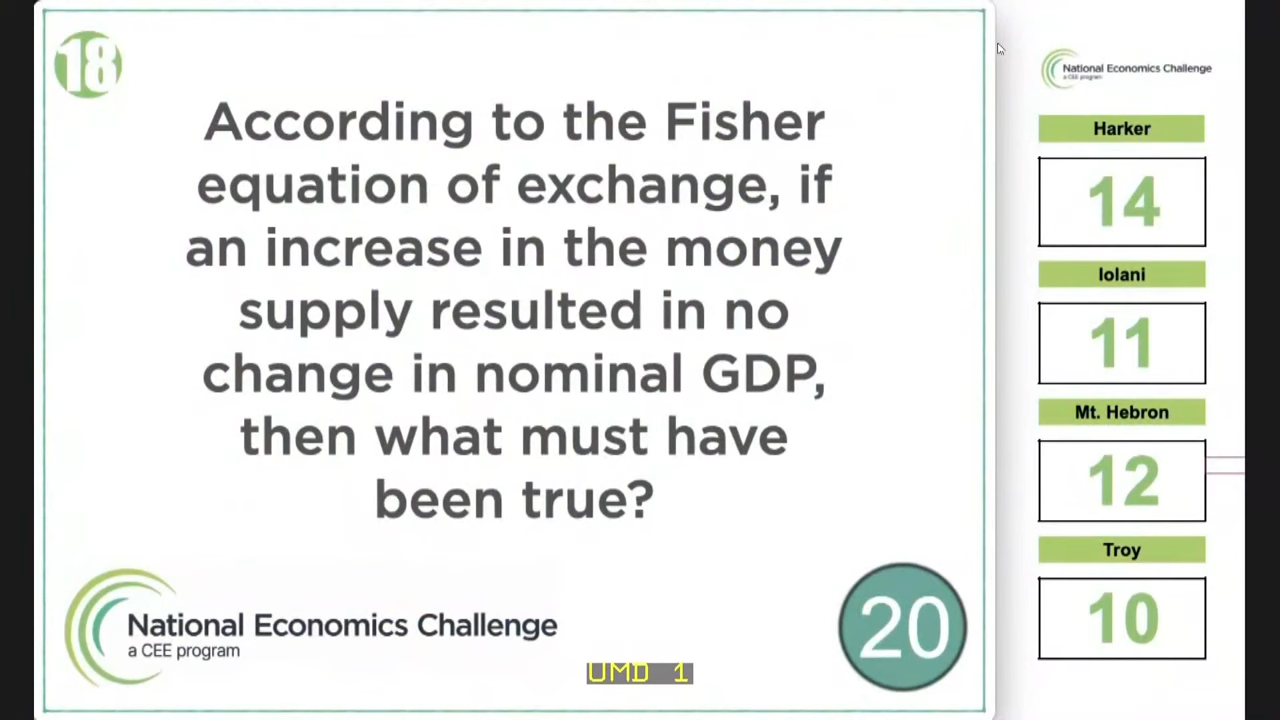 18
According to the Fisher
equation of exchange, if
an increase in the money
supply resulted in no
change in nominal GDP,
then what must have
been true?
National Economics Challenge
a CEE program
20
UMD 1
National Economics Challenge
a CEE program
Harker
14
Iolani
11
Mt. Hebron
12
Troy
10